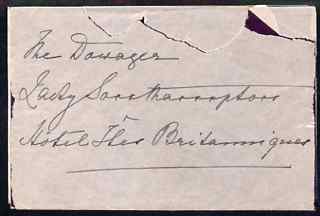 The Dowager
Lady Southampton
Hotel Iles Britanniques